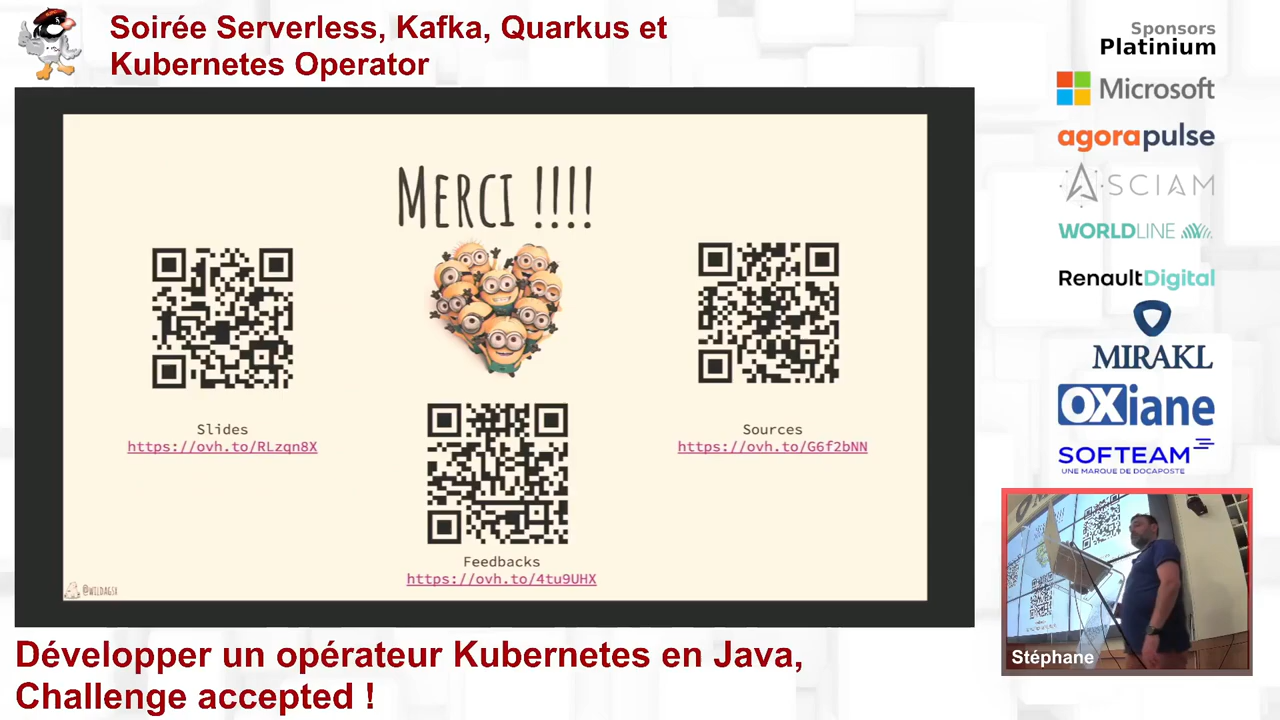 Soirée Serverless, Kafka, Quarkus et
Kubernetes Operator
Sponsors
Platinium
Microsoft
agorapulse
ASCIAM
WORLDLINE
RenaultDigital
MIRAKL
OXiane
SOFTEAM
UNE MARQUE DE DOCAPOSTE
MERCI !!!!
Slides
https://ovh.to/RLzqn8X
Sources
https://ovh.to/G6f2bNN
Feedbacks
https://ovh.to/4tu9UHX
@WILDAGSX
Stéphane
Développer un opérateur Kubernetes en Java,
Challenge accepted !